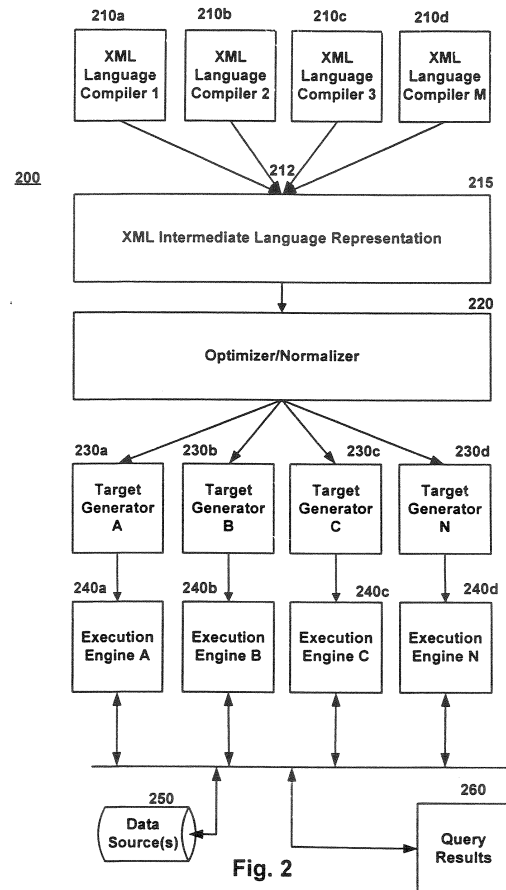 210a
210b
210c
210d
XML
Language
Compiler 1
XML
Language
Compiler 2
XML
Language
Compiler 3
XML
Language
Compiler M
200
212
215
XML Intermediate Language Representation
220
Optimizer/Normalizer
230a
230b
230c
230d
Target
Generator
A
Target
Generator
B
Target
Generator
C
Target
Generator
N
240a
240b
240c
240d
Execution
Engine A
Execution
Engine B
Execution
Engine C
Execution
Engine N
250
260
Data
Source(s)
Query
Results
Fig. 2